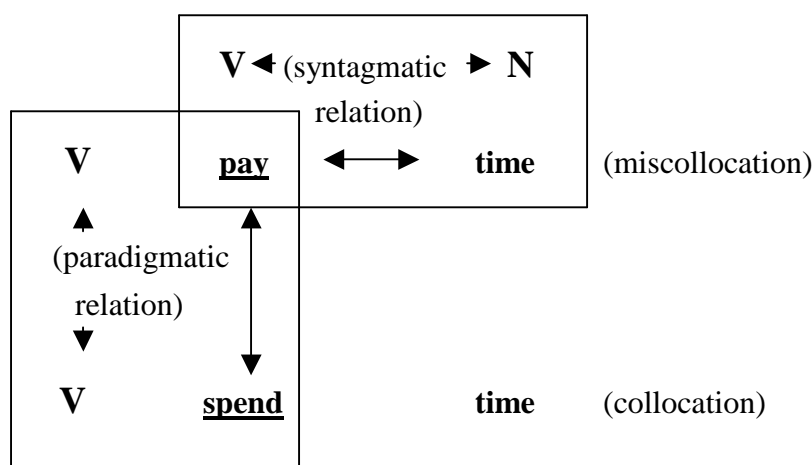 V (syntagmatic N
relation)
V pay time (miscollocation)
(paradigmatic
relation)
V spend time (collocation)